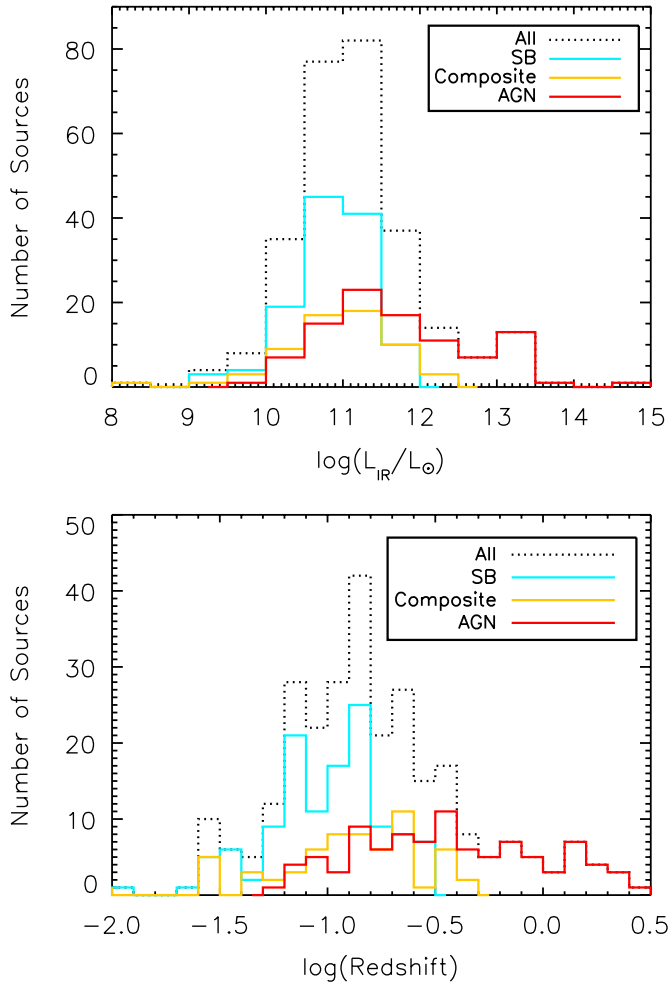 80
60
40
20
0
Number of Sources
All
SB
Composite
AGN
8 9 10 11 12 13 14 15
log(L_IR/L_⊙)
50
40
30
20
10
0
Number of Sources
All
SB
Composite
AGN
-2.0 -1.5 -1.0 -0.5 0.0 0.5
log(Redshift)